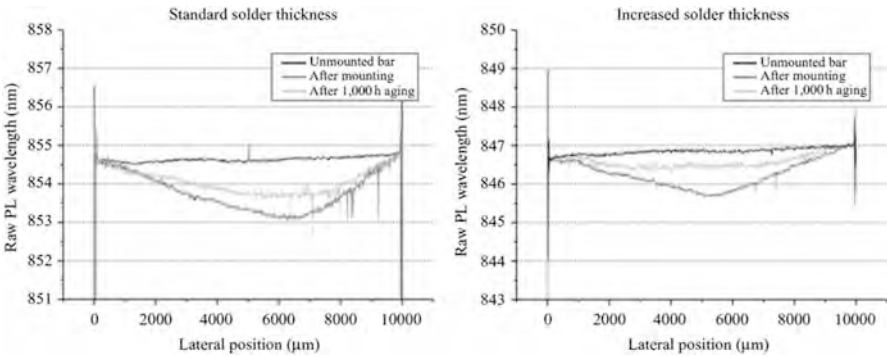 Standard solder thickness
858
857
856
855
854
853
852
851
Raw PL wavelength (nm)
Unmounted bar
After mounting
After 1,000 h aging
0
2000
4000
6000
8000
10000
Lateral position (μm)
Increased solder thickness
850
849
848
847
846
845
844
843
Raw PL wavelength (nm)
Unmounted bar
After mounting
After 1,000 h aging
0
2000
4000
6000
8000
10000
Lateral position (μm)